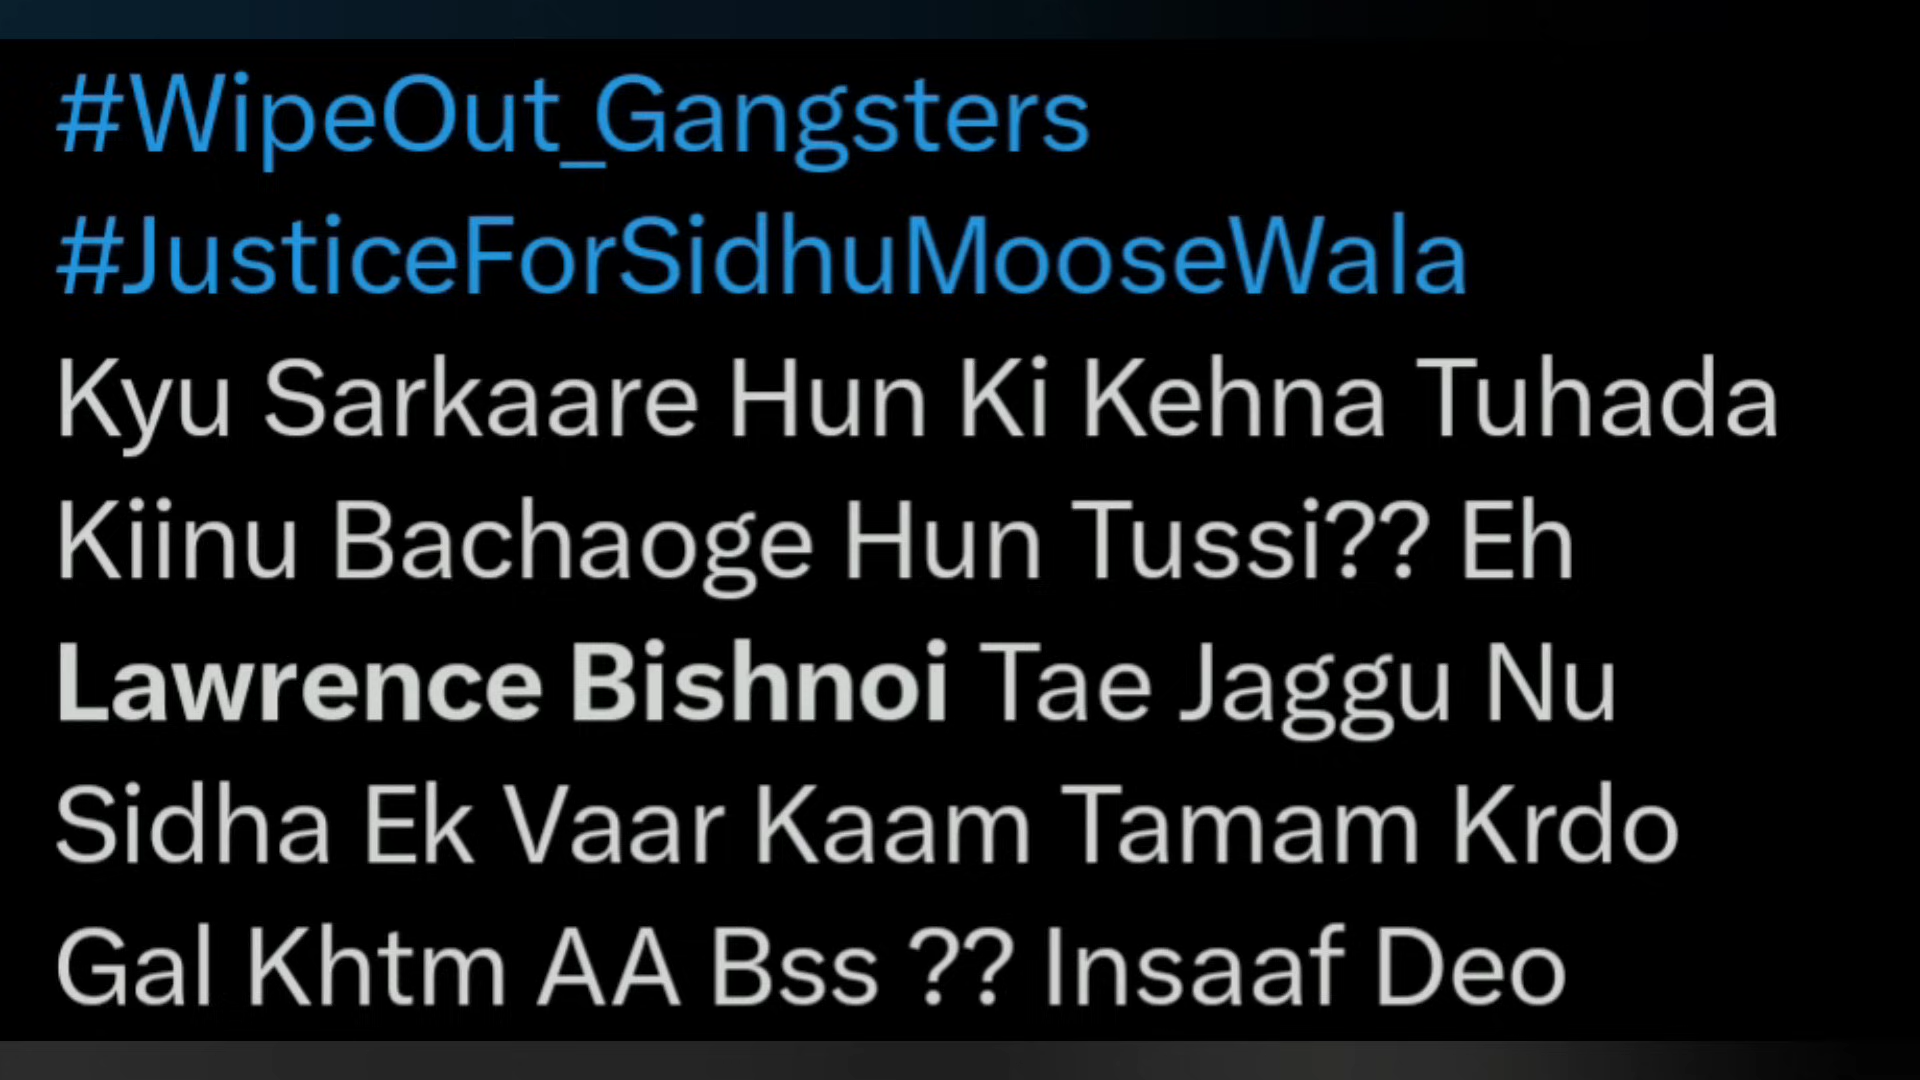 #WipeOut_Gangsters
#JusticeForSidhuMooseWala
Kyu Sarkaare Hun Ki Kehna Tuhada
Kiinu Bachaoge Hun Tussi?? Eh
Lawrence Bishnoi Tae Jaggu Nu
Sidha Ek Vaar Kaam Tamam Krdo
Gal Khtm AA Bss ?? Insaaf Deo